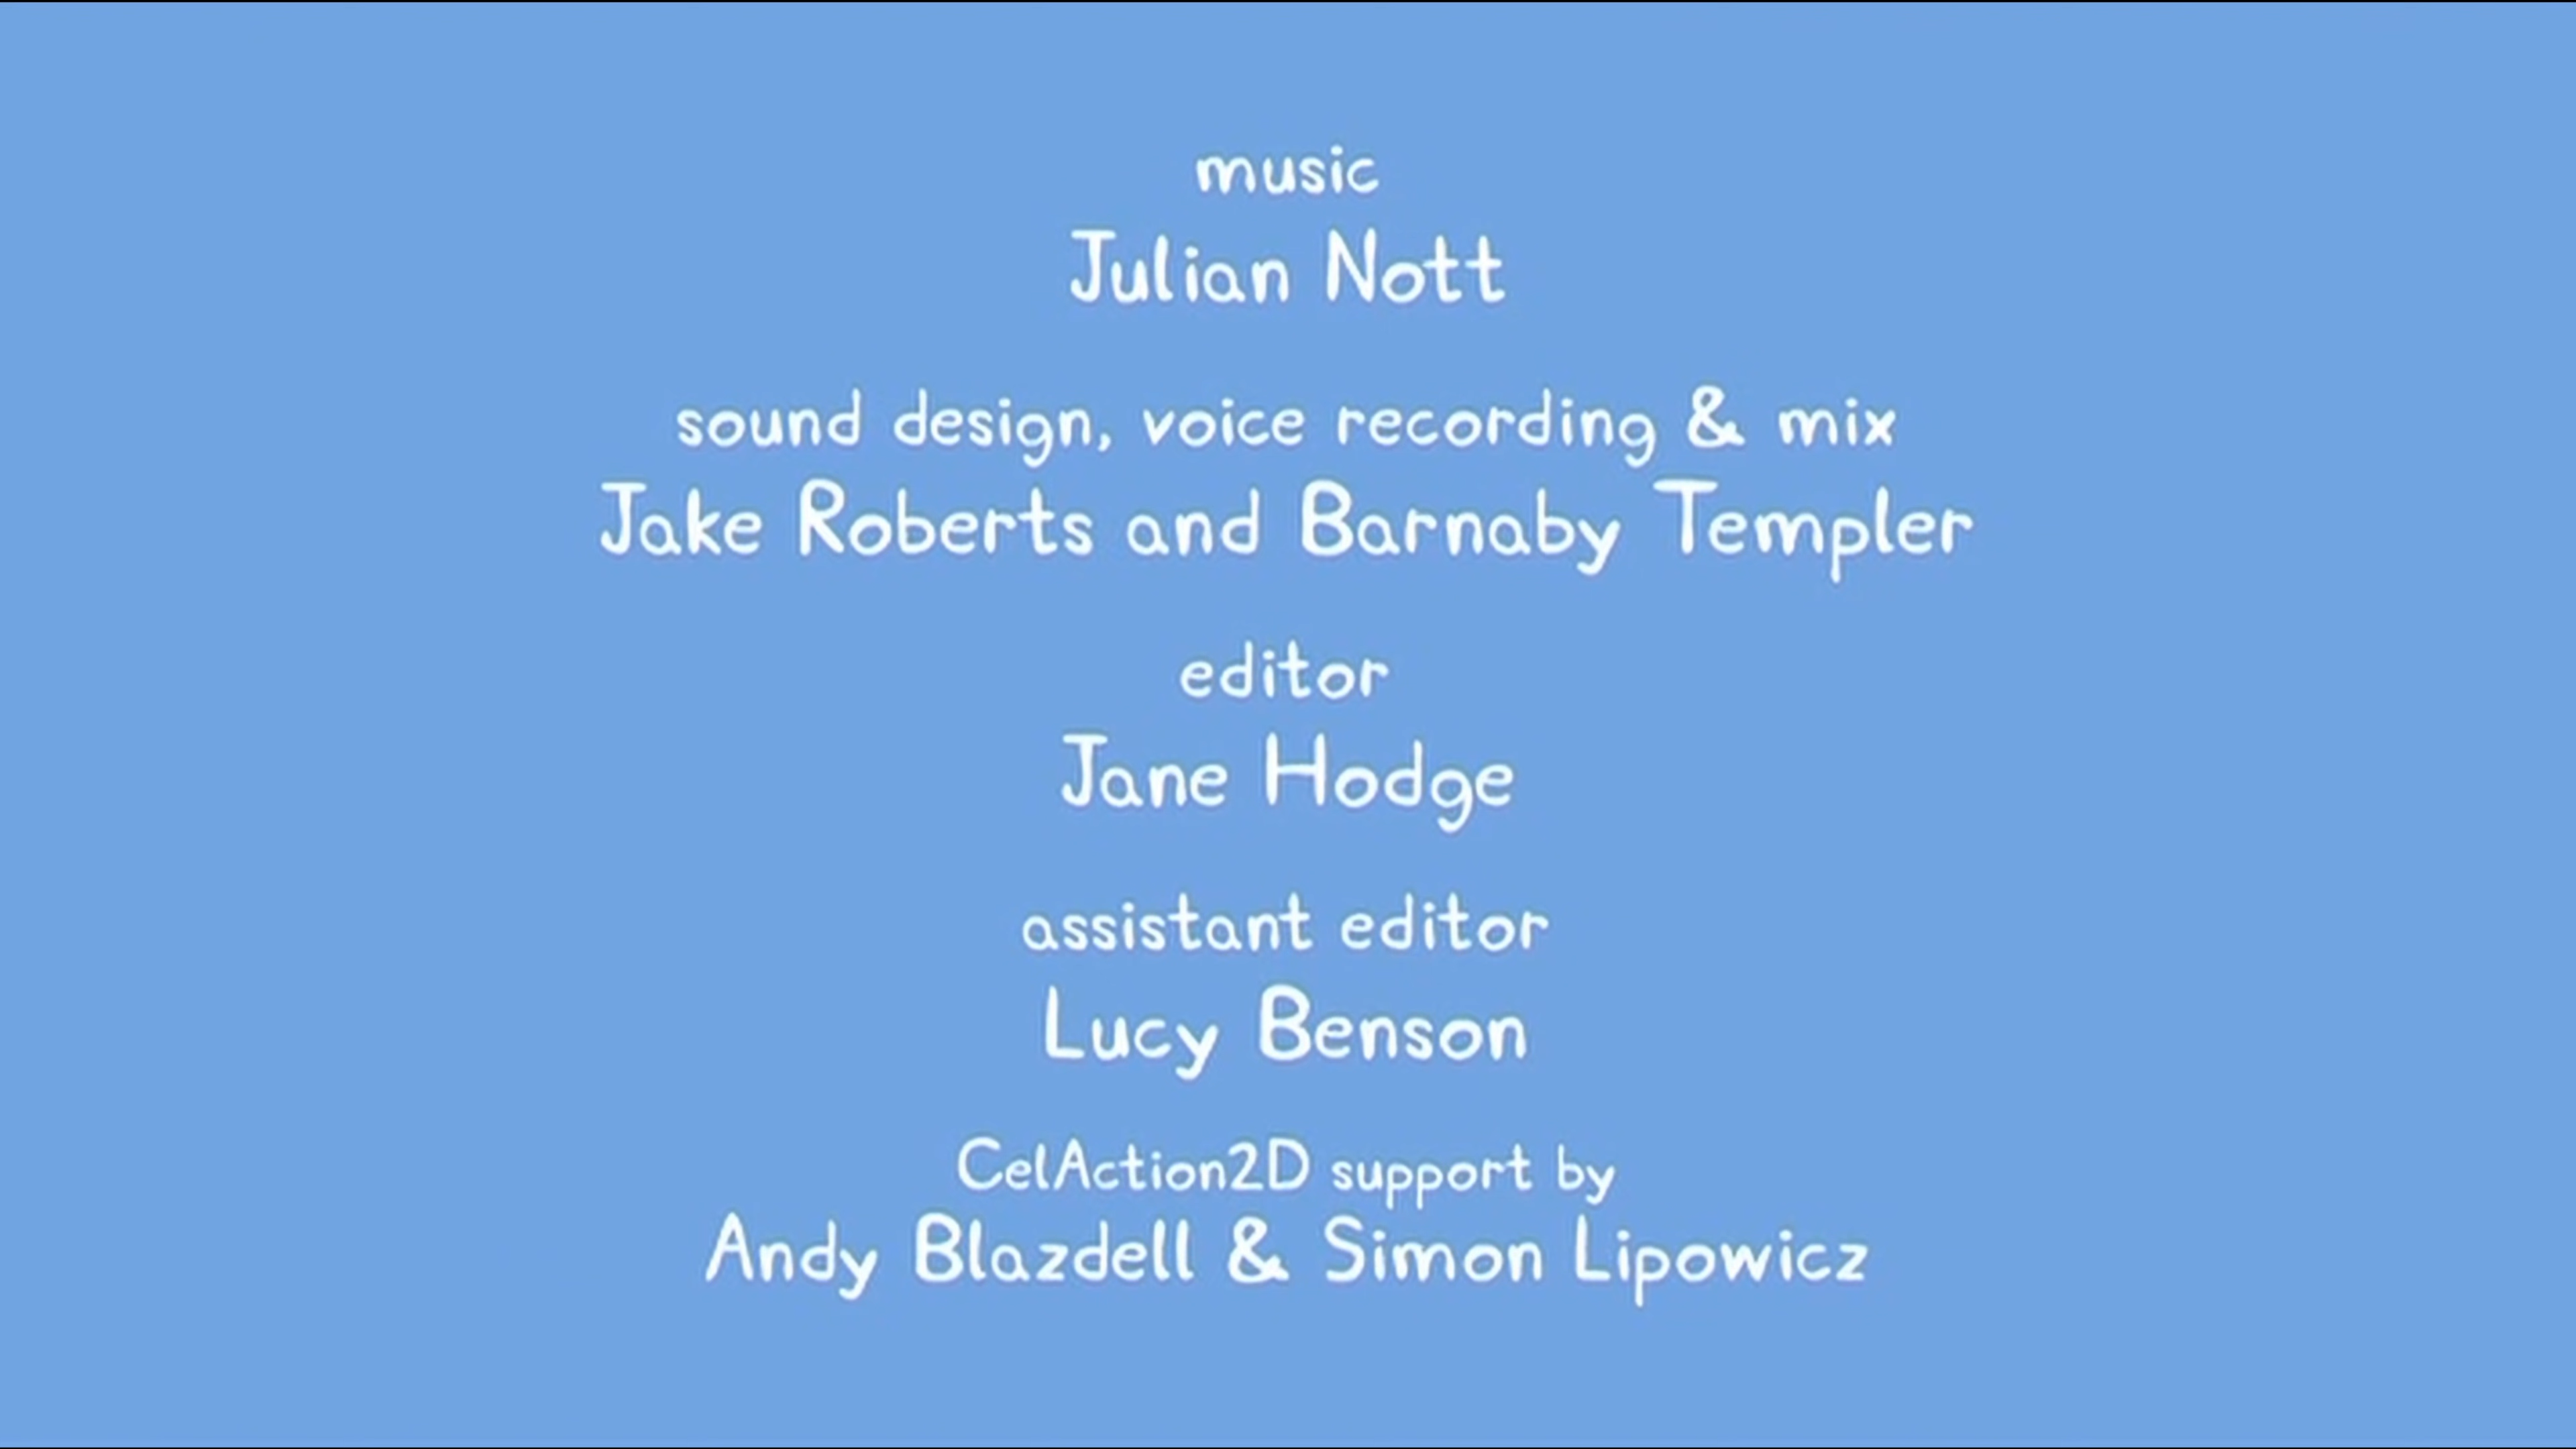 music
Julian Nott
sound design, voice recording & mix
Jake Roberts and Barnaby Templer
editor
Jane Hodge
assistant editor
Lucy Benson
CelAction2D support by
Andy Blazdell & Simon Lipowicz